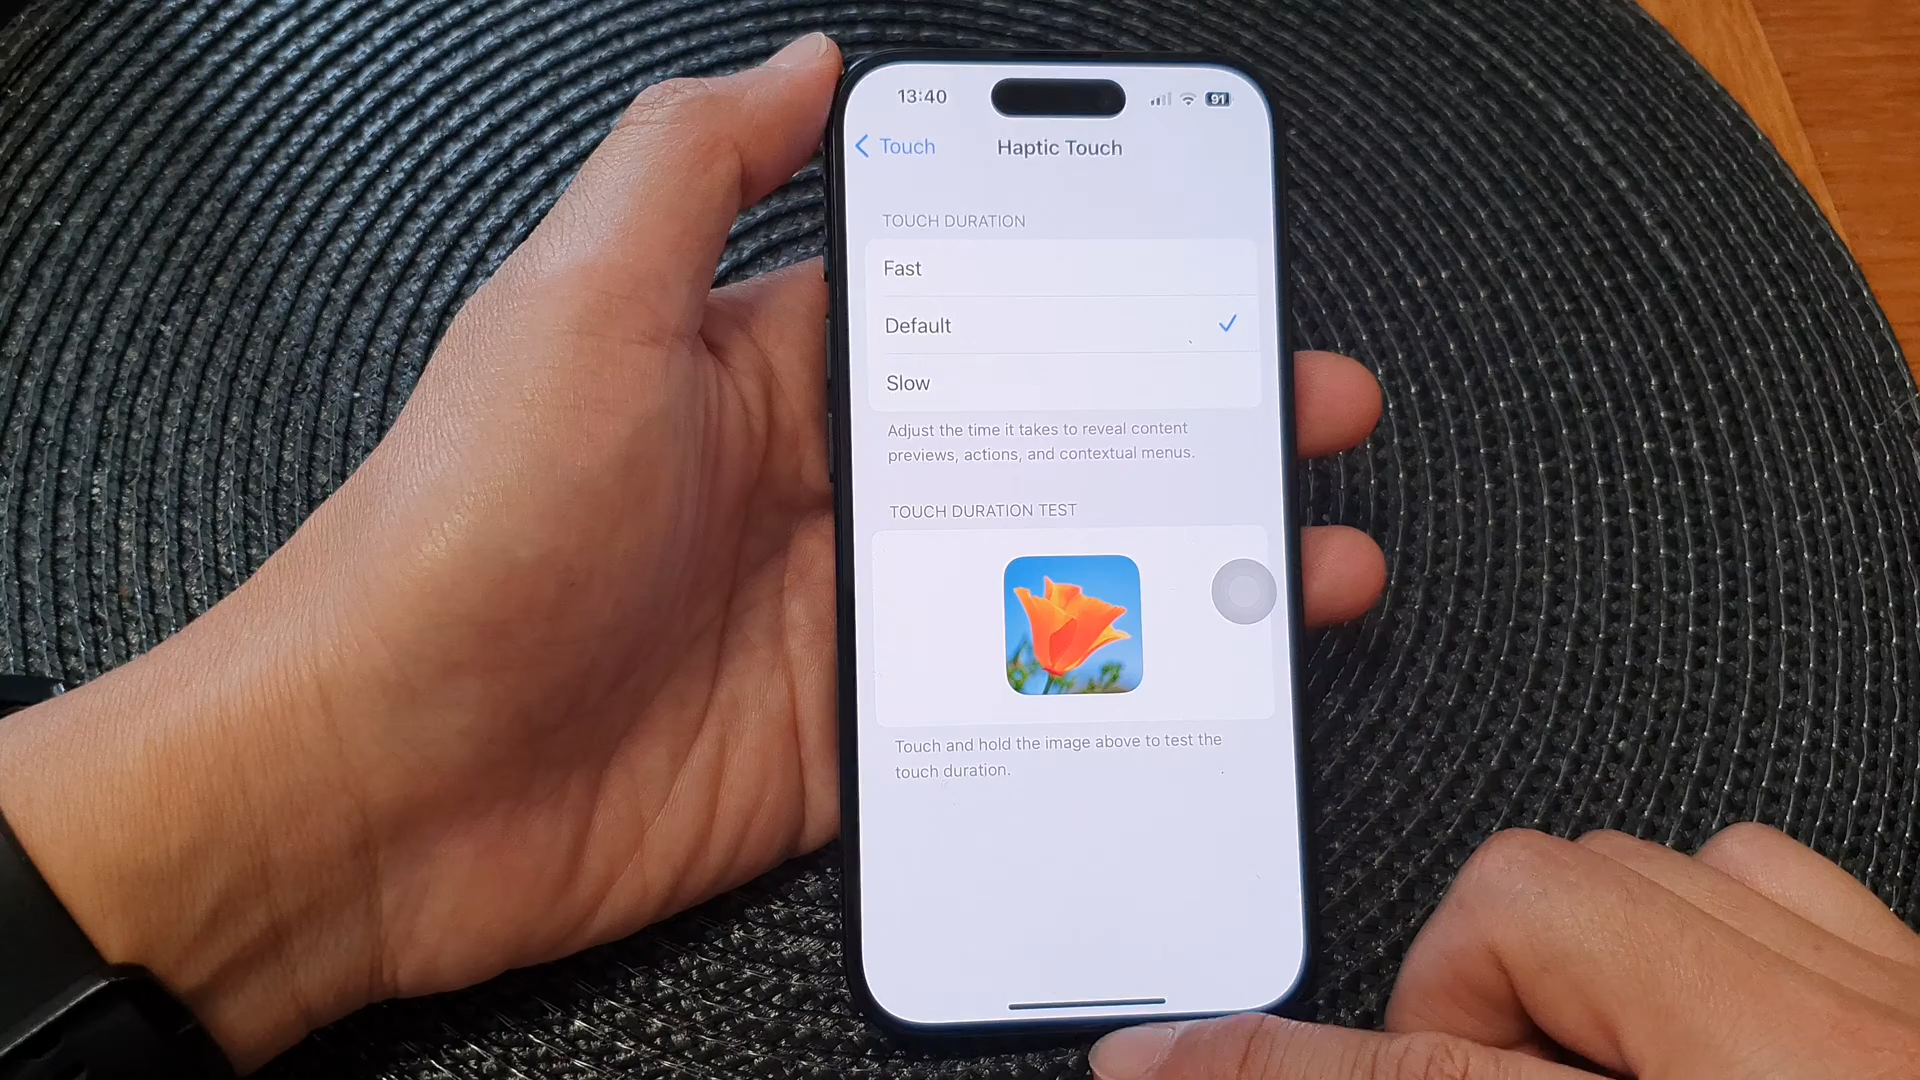 13:40
91
Touch
Haptic Touch
TOUCH DURATION
Fast
Default
Slow
Adjust the time it takes to reveal content
previews, actions, and contextual menus.
TOUCH DURATION TEST
Touch and hold the image above to test the
touch duration.